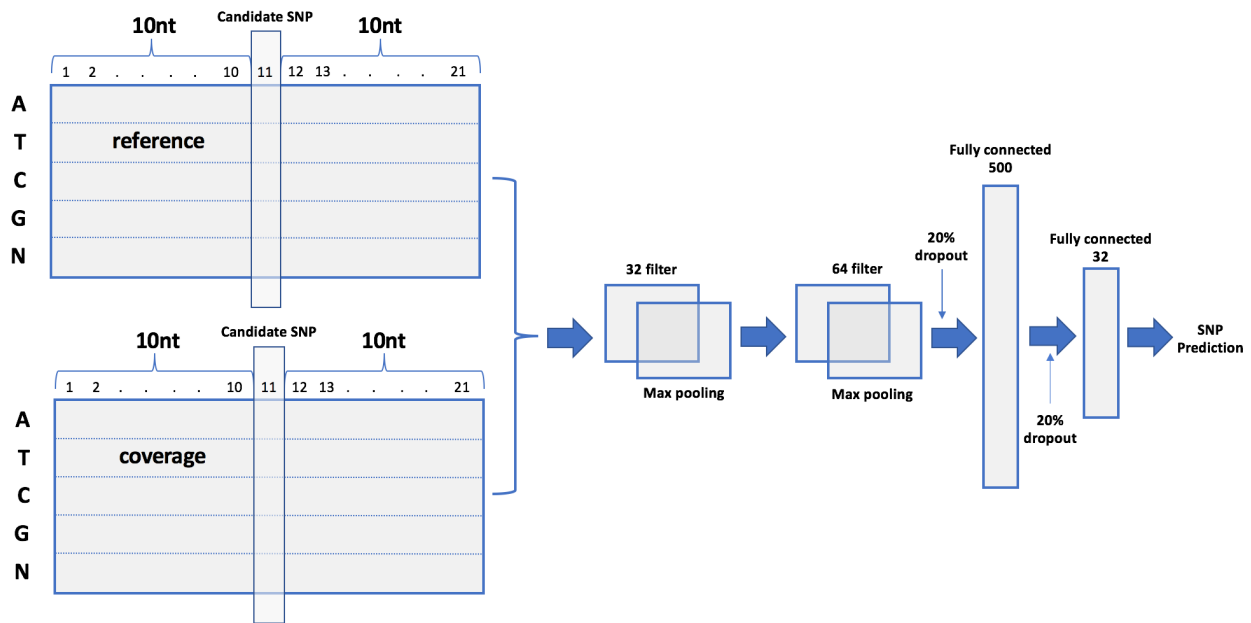 Candidate SNP
10nt 10nt
1 2 . . . . 10 11 12 13 . . . . 21
A
T reference
C
G
N
Candidate SNP
10nt 10nt
1 2 . . . . 10 11 12 13 . . . . 21
A
T coverage
C
G
N
32 filter
Max pooling
64 filter
Max pooling
20%
dropout
Fully connected
500
20%
dropout
Fully connected
32
SNP
Prediction